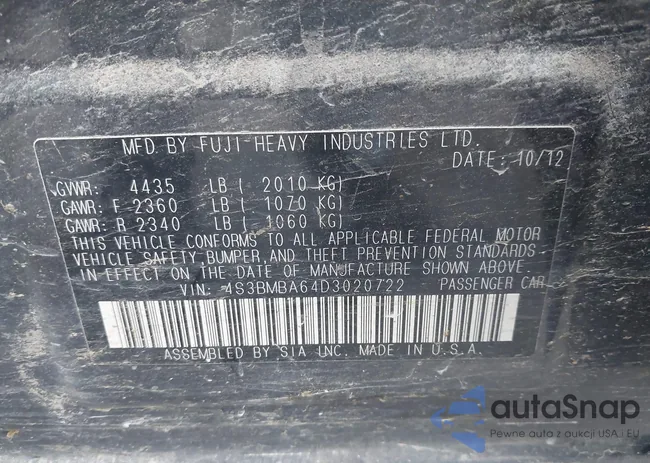 MFD.BY FUJI-HEAVY INDUSTRIES LTD.
DATE: 10/12
GVWR: 4435 LB ( 2010 KG)
GAWR: F 2360 LB ( 1070 KG)
GAWR: R 2340 LB ( 1060 KG)
THIS VEHICLE CONFORMS TO ALL APPLICABLE FEDERAL MOTOR
VEHICLE SAFETY, BUMPER, AND THEFT PREVENTION STANDARDS
IN EFFECT ON THE DATE OF MANUFACTURE SHOWN ABOVE.
VIN: 4S3BMBA64D3020722 PASSENGER CAR
ASSEMBLED BY SIA INC. MADE IN U.S.A.
autaSnap
Pewne auta z aukcji USA i EU